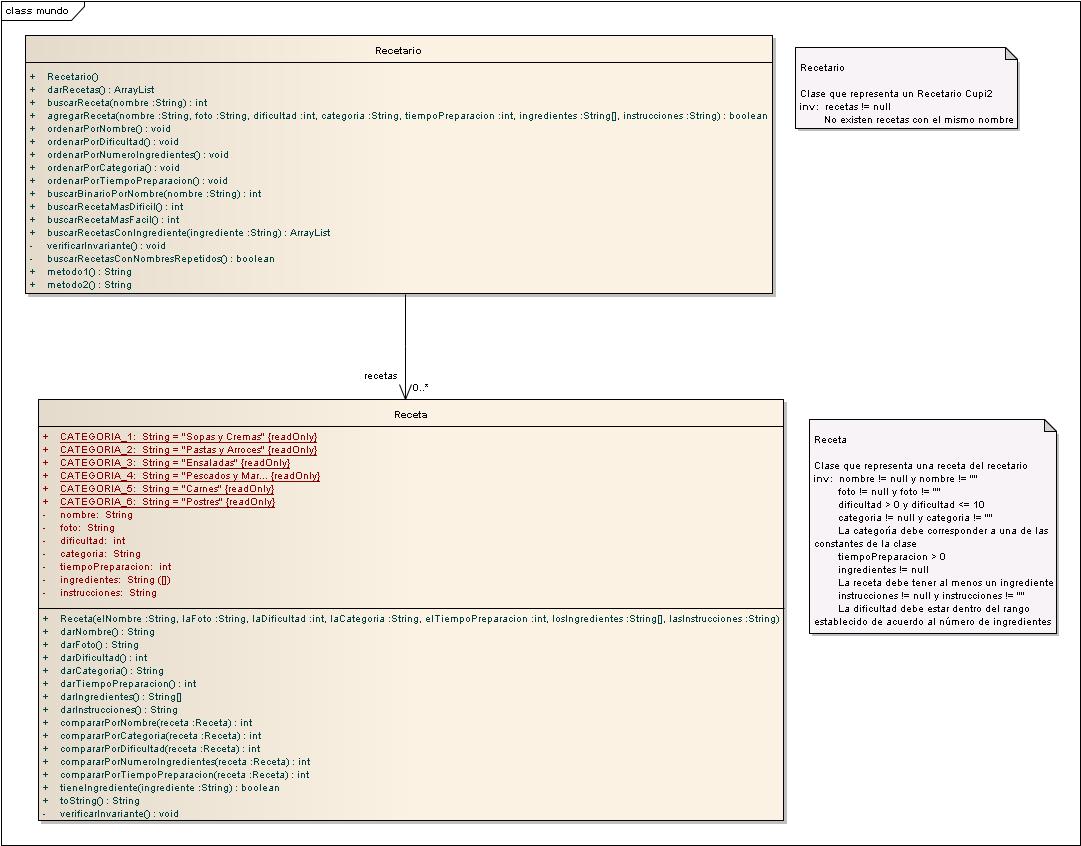 class mundo
Recetario
+ Recetario()
+ darRecetas() : ArrayList
+ buscarReceta(nombre :String) : int
+ agregarReceta(nombre :String, foto :String, dificultad :int, categoria :String, tiempoPreparacion :int, ingredientes :String[], instrucciones :String) : boolean
+ ordenarPorNombre() : void
+ ordenarPorDificultad() : void
+ ordenarPorNumeroIngredientes() : void
+ ordenarPorCategoria() : void
+ ordenarPorTiempoPreparacion() : void
+ buscarBinarioPorNombre(nombre :String) : int
+ buscarRecetaMasDificil() : int
+ buscarRecetaMasFacil() : int
+ buscarRecetasConIngrediente(ingrediente :String) : ArrayList
- verificarInvariante() : void
- buscarRecetasConNombresRepetidos() : boolean
+ metodo1() : String
+ metodo2() : String
Recetario
Clase que representa un Recetario Cupi2
inv: recetas != null
No existen recetas con el mismo nombre
recetas
0..*
Receta
+ CATEGORIA_1: String = "Sopas y Cremas" {readOnly}
+ CATEGORIA_2: String = "Pastas y Arroces" {readOnly}
+ CATEGORIA_3: String = "Ensaladas" {readOnly}
+ CATEGORIA_4: String = "Pescados y Mar... {readOnly}
+ CATEGORIA_5: String = "Carnes" {readOnly}
+ CATEGORIA_6: String = "Postres" {readOnly}
- nombre: String
- foto: String
- dificultad: int
- categoria: String
- tiempoPreparacion: int
- ingredientes: String ([])
- instrucciones: String
+ Receta(elNombre :String, laFoto :String, laDificultad :int, laCategoria :String, elTiempoPreparacion :int, losIngredientes :String[], lasInstrucciones :String)
+ darNombre() : String
+ darFoto() : String
+ darDificultad() : int
+ darCategoria() : String
+ darTiempoPreparacion() : int
+ darIngredientes() : String[]
+ darInstrucciones() : String
+ compararPorNombre(receta :Receta) : int
+ compararPorCategoria(receta :Receta) : int
+ compararPorDificultad(receta :Receta) : int
+ compararPorNumeroIngredientes(receta :Receta) : int
+ compararPorTiempoPreparacion(receta :Receta) : int
+ tieneIngrediente(ingrediente :String) : boolean
+ toString() : String
- verificarInvariante() : void
Receta
Clase que representa una receta del recetario
inv: nombre != null y nombre != ""
foto != null y foto != ""
dificultad > 0 y dificultad <= 10
categoria != null y categoria != ""
La categoría debe corresponder a una de las
constantes de la clase
tiempoPreparacion > 0
ingredientes != null
La receta debe tener al menos un ingrediente
instrucciones != null y instrucciones != ""
La dificultad debe estar dentro del rango
establecido de acuerdo al número de ingredientes